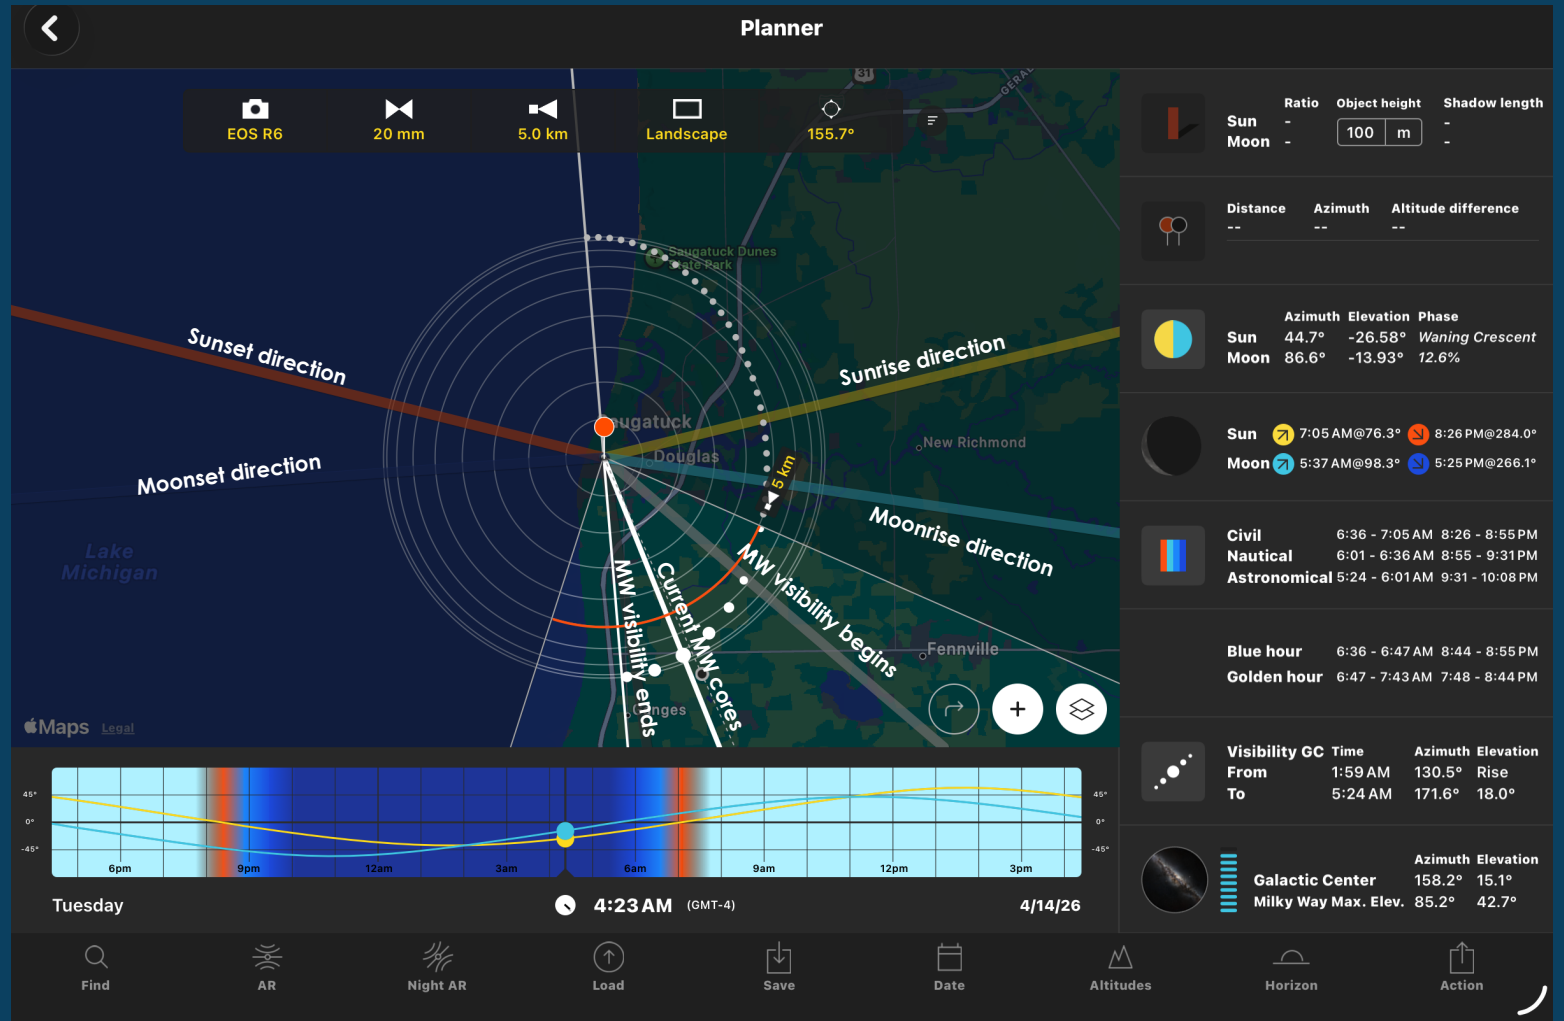 Planner
EOS R6
20 mm
5.0 km
Landscape
155.7°
31
Saugatuck Dunes
State Park
Sunset direction
Sunrise direction
augatuck
Douglas
New Richmond
Moonset direction
5 km
Moonrise direction
Lake
Michigan
MW visibility begins
Current MW cores
MW visibility ends
Fennville
Maps
Legal
45°
0°
-45°
45°
0°
-45°
6pm
9pm
12am
3am
6am
9am
12pm
3pm
Tuesday
4:23 AM
(GMT-4)
4/14/26
Ratio Object height Shadow length
Sun - 100 m -
Moon - -
Distance Azimuth Altitude difference
-- -- --
Azimuth Elevation Phase
Sun 44.7° -26.58° Waning Crescent
Moon 86.6° -13.93° 12.6%
Sun 7:05 AM@76.3° 8:26 PM@284.0°
Moon 5:37 AM@98.3° 5:25 PM@266.1°
Civil 6:36 - 7:05 AM 8:26 - 8:55 PM
Nautical 6:01 - 6:36 AM 8:55 - 9:31 PM
Astronomical 5:24 - 6:01 AM 9:31 - 10:08 PM
Blue hour 6:36 - 6:47 AM 8:44 - 8:55 PM
Golden hour 6:47 - 7:43 AM 7:48 - 8:44 PM
Visibility GC Time Azimuth Elevation
From 1:59 AM 130.5° Rise
To 5:24 AM 171.6° 18.0°
Azimuth Elevation
Galactic Center 158.2° 15.1°
Milky Way Max. Elev. 85.2° 42.7°
Find
AR
Night AR
Load
Save
Date
Altitudes
Horizon
Action